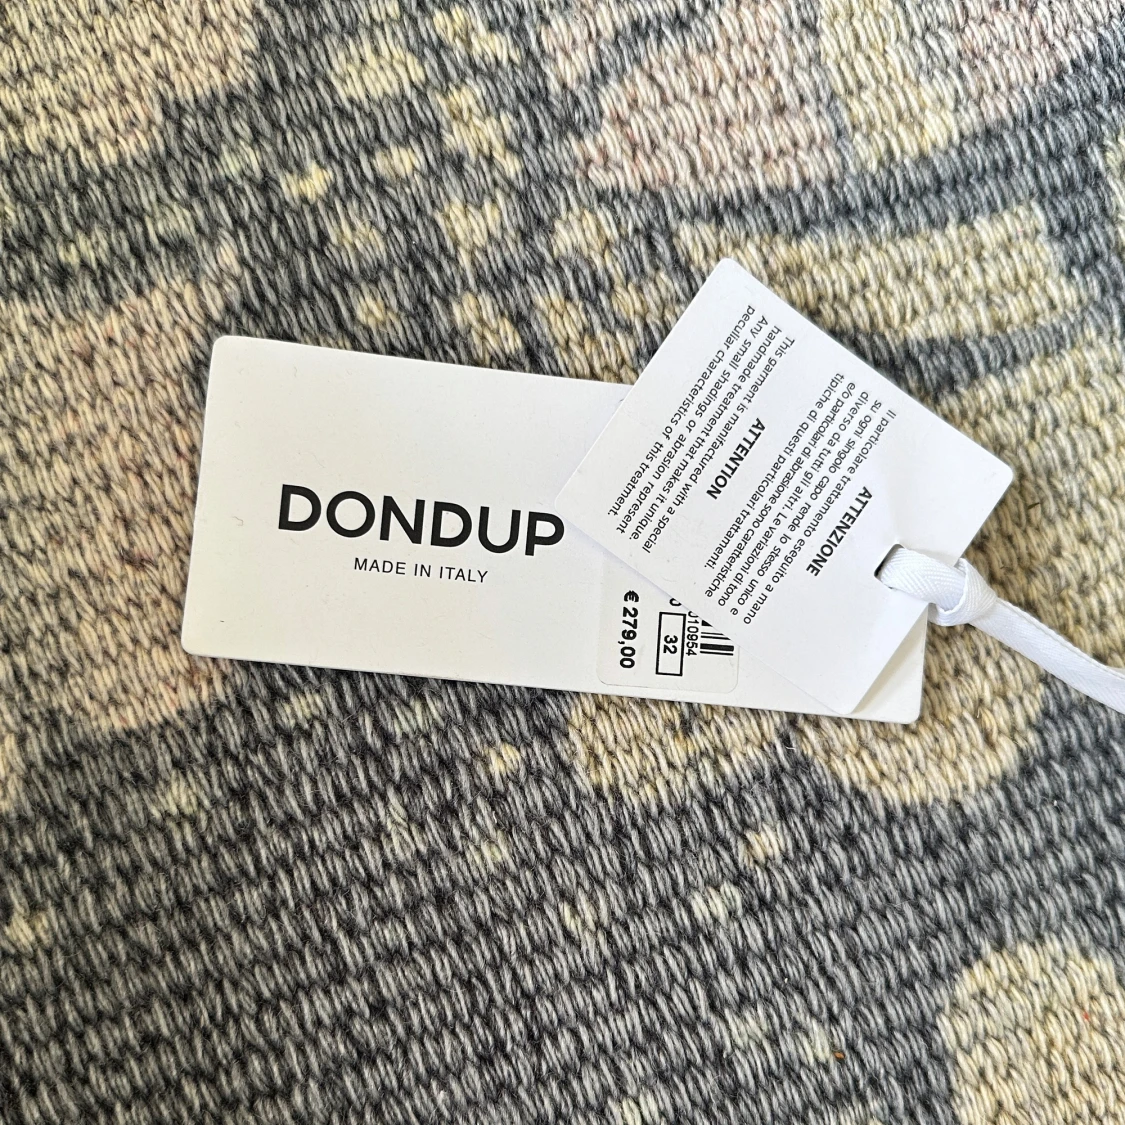 DONDUP
MADE IN ITALY
€ 279,00
32
010954
ATTENZIONE
Il particolare trattamento eseguito a mano
su ogni singolo capo rende lo stesso unico e
diverso da tutti gli altri. Le variazioni di tono
e/o particolari di abrasione sono caratteristiche
tipiche di questi particolari trattamenti.
ATTENTION
This garment is manifactured with a special
handmade treatment that makes it unique.
Any small shadings or abrasion represent
peculiar characteristics of this treatment.